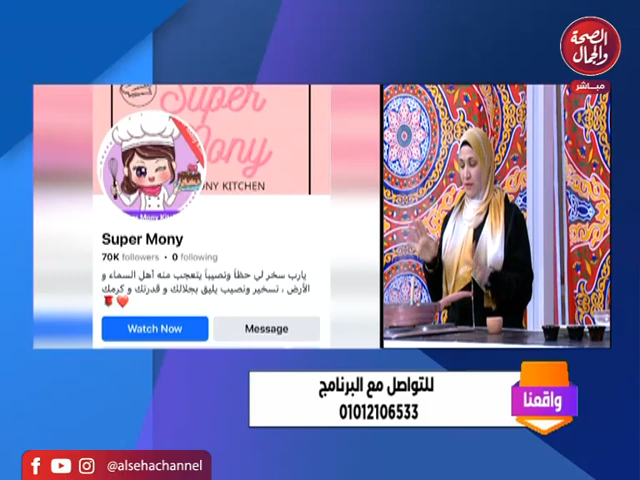 الصحة
والجمال
مباشر
Super
Mony
MONY KITCHEN
Super Mony
70K followers • 0 following
يارب سخر لي حظاً ونصيباً يتعجب منه أهل السماء و
الأرض ، تسخير ونصيب يليق بجلالك و قدرتك و كرمك
Watch Now
Message
للتواصل مع البرنامج
01012106533
واقعنا
@alsehachannel